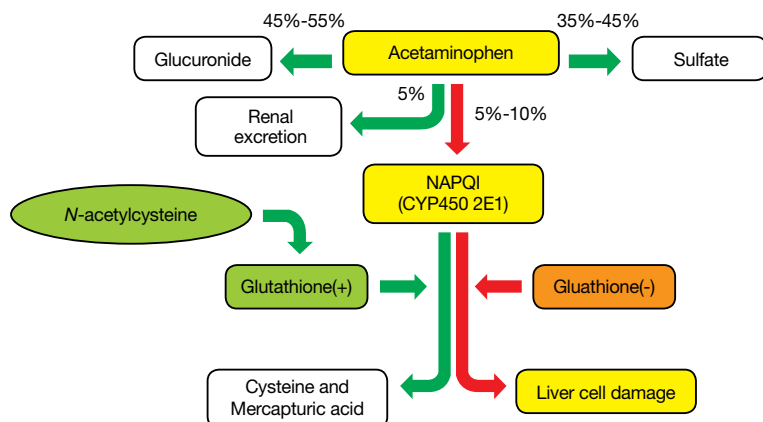 45%-55%
35%-45%
Glucuronide
Acetaminophen
Sulfate
5%
5%-10%
Renal
excretion
NAPQI
(CYP450 2E1)
N-acetylcysteine
Glutathione(+)
Gluathione(-)
Cysteine and
Mercapturic acid
Liver cell damage